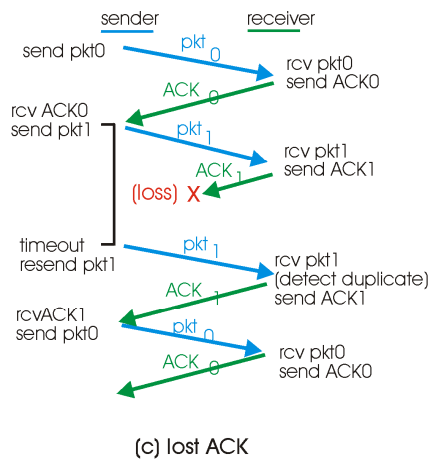 sender receiver
send pkt0
pkt 0
rcv pkt0
send ACK0
ACK 0
rcv ACK0
send pkt1
pkt 1
rcv pkt1
send ACK1
ACK 1
(loss) X
timeout
resend pkt1
pkt 1
rcv pkt1
(detect duplicate)
send ACK1
ACK 1
rcvACK1
send pkt0
pkt 0
rcv pkt0
send ACK0
ACK 0
(c) lost ACK